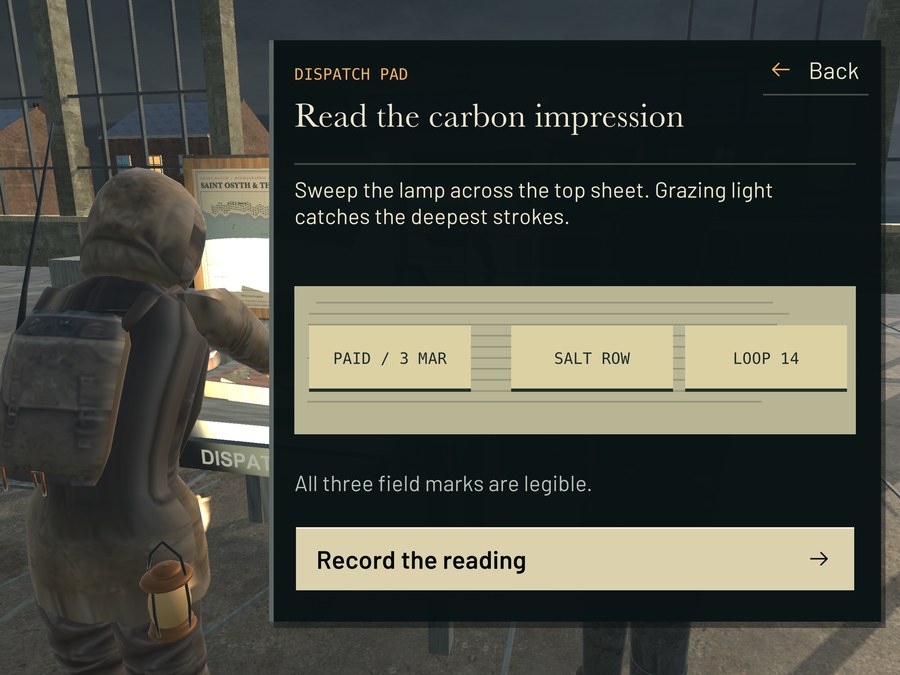 DISPATCH PAD
← Back
Read the carbon impression
Sweep the lamp across the top sheet. Grazing light
catches the deepest strokes.
SAINT OSYTH & TH
PAID / 3 MAR
SALT ROW
LOOP 14
DISPAT
All three field marks are legible.
Record the reading →